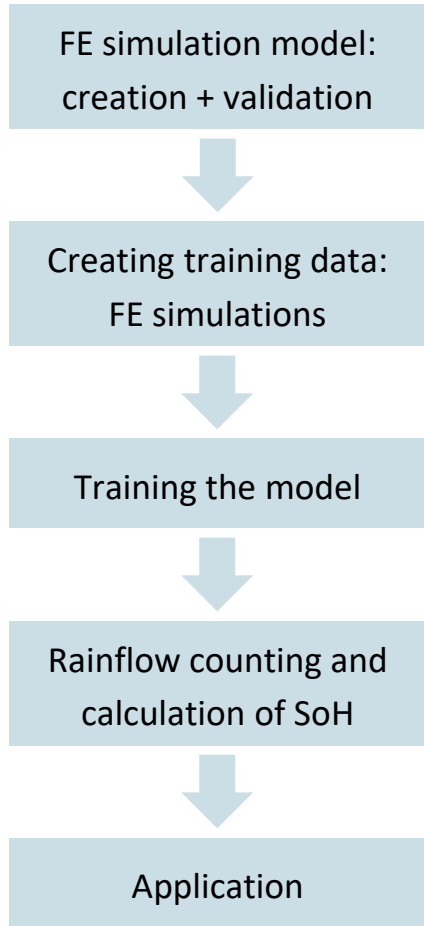 FE simulation model:
creation + validation
Creating training data:
FE simulations
Training the model
Rainflow counting and
calculation of SoH
Application